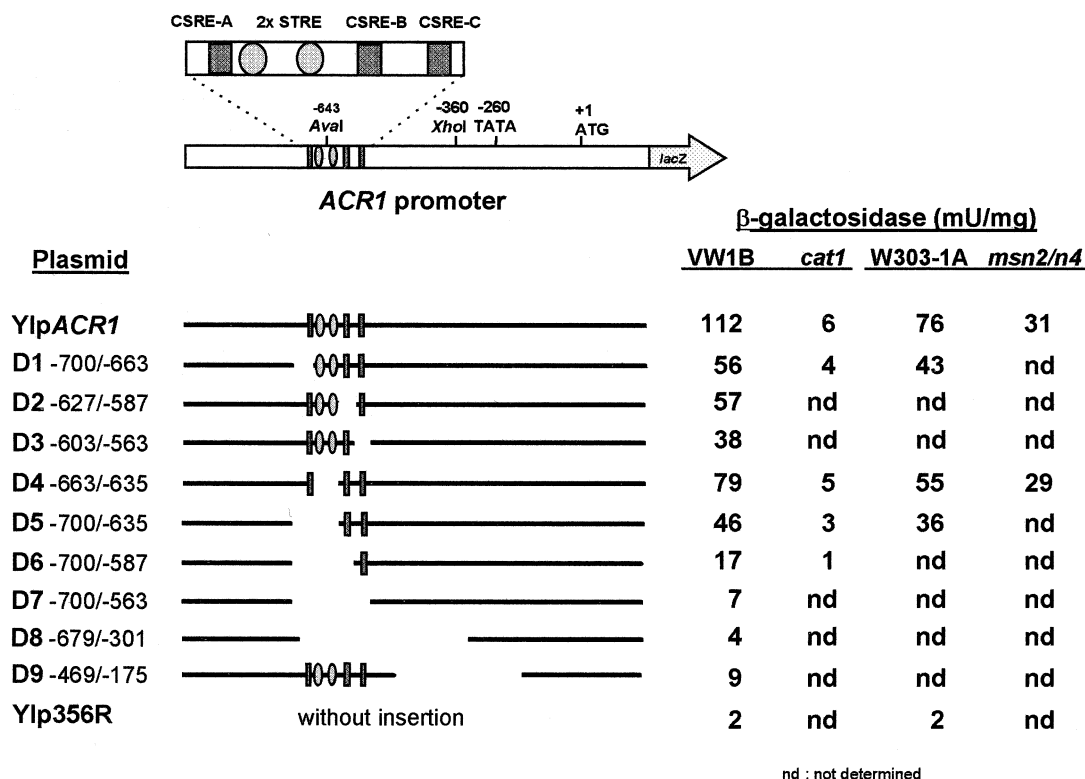 CSRE-A 2x STRE CSRE-B CSRE-C
-643 -360 -260 +1
AvaI XhoI TATA ATG
lacZ
ACR1 promoter
β-galactosidase (mU/mg)
Plasmid VW1B cat1 W303-1A msn2/n4
YIpACR1 112 6 76 31
D1 -700/-663 56 4 43 nd
D2 -627/-587 57 nd nd nd
D3 -603/-563 38 nd nd nd
D4 -663/-635 79 5 55 29
D5 -700/-635 46 3 36 nd
D6 -700/-587 17 1 nd nd
D7 -700/-563 7 nd nd nd
D8 -679/-301 4 nd nd nd
D9 -469/-175 9 nd nd nd
YIp356R without insertion 2 nd 2 nd
nd : not determined